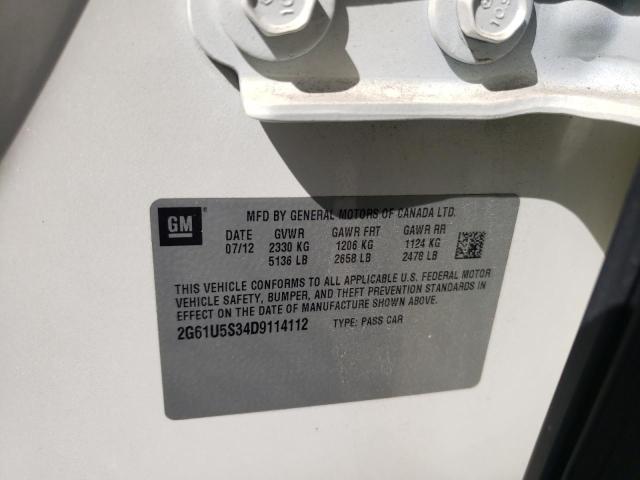 GM
MFD BY GENERAL MOTORS OF CANADA LTD.
DATE GVWR GAWR FRT GAWR RR
07/12 2330 KG 1206 KG 1124 KG
5136 LB 2658 LB 2478 LB
THIS VEHICLE CONFORMS TO ALL APPLICABLE U.S. FEDERAL MOTOR
VEHICLE SAFETY, BUMPER, AND THEFT PREVENTION STANDARDS
IN EFFECT ON THE DATE OF MANUFACTURE SHOWN ABOVE.
2G61U5S34D9114112 TYPE: PASS CAR